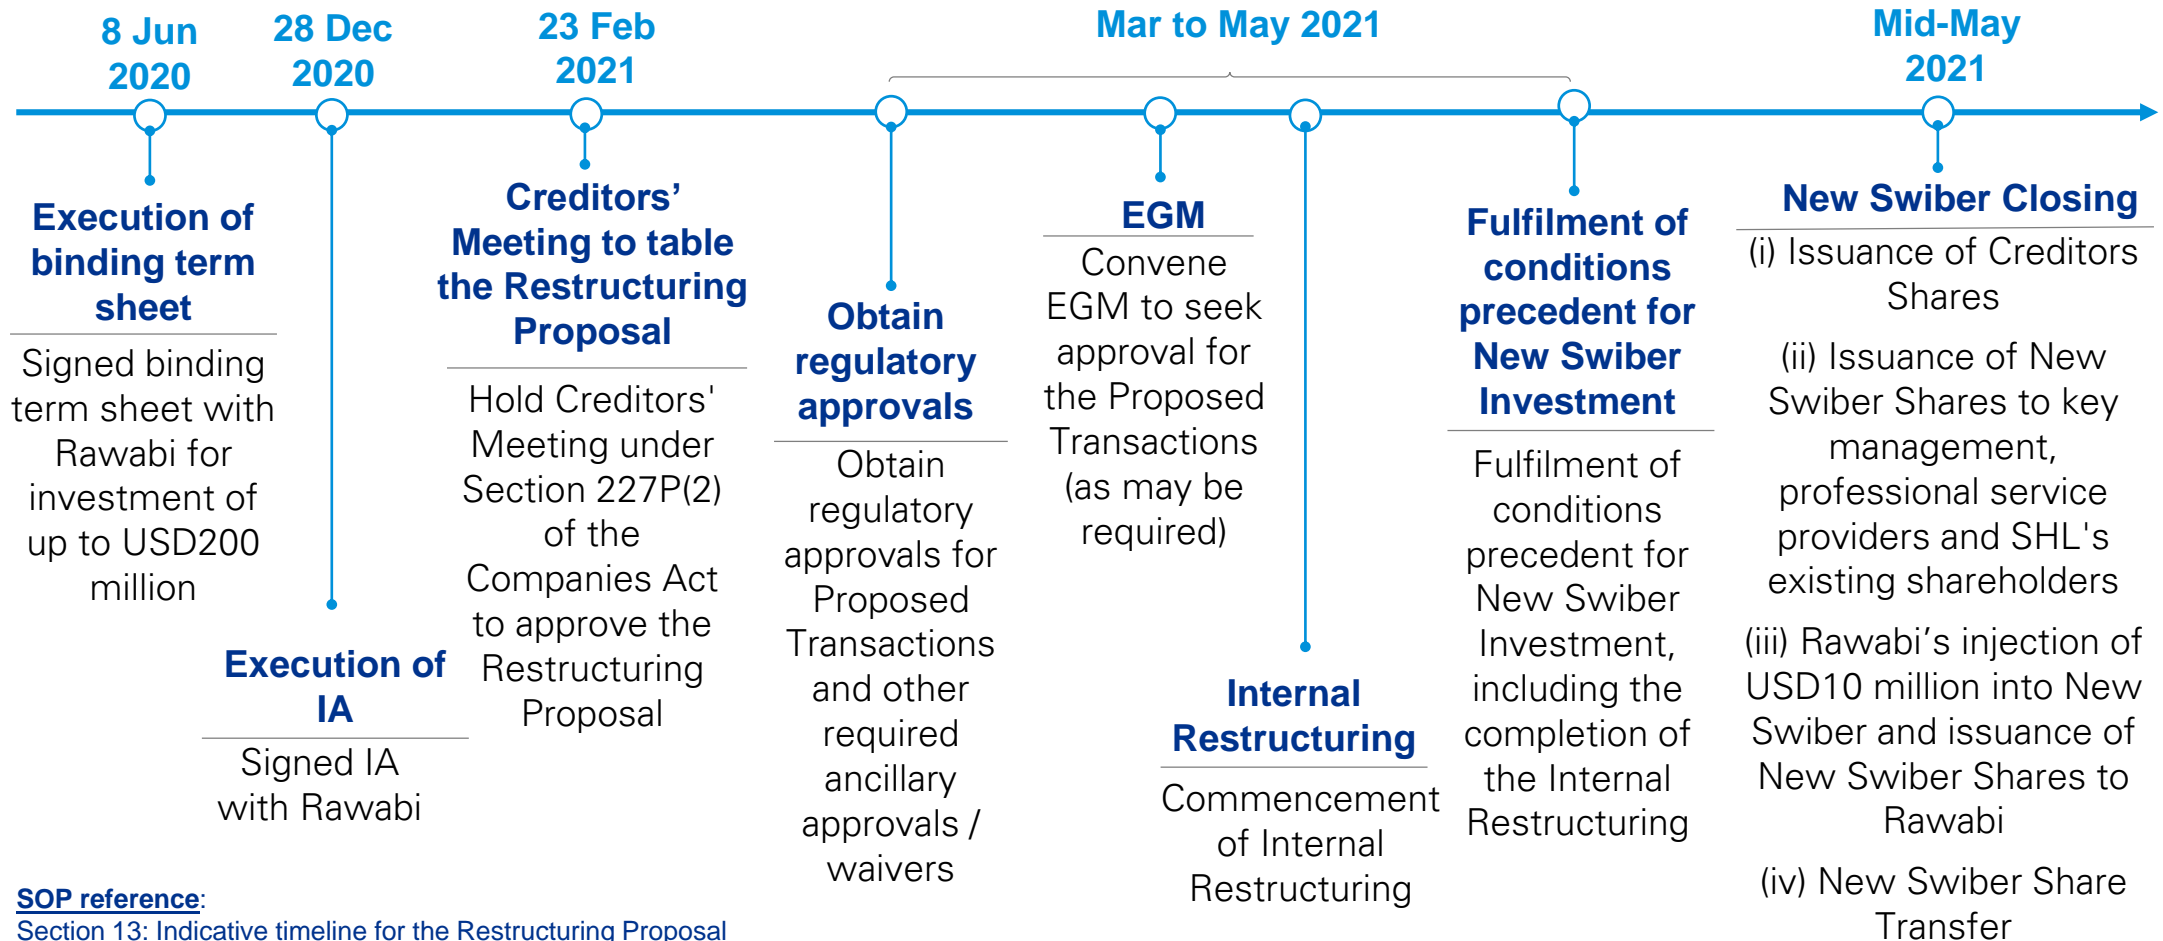 8 Jun
2020
28 Dec
2020
23 Feb
2021
Mar to May 2021
Mid-May
2021
Execution of
binding term
sheet
Signed binding
term sheet with
Rawabi for
investment of
up to USD200
million
Execution of
IA
Signed IA
with Rawabi
Creditors’
Meeting to table
the Restructuring
Proposal
Hold Creditors'
Meeting under
Section 227P(2)
of the
Companies Act
to approve the
Restructuring
Proposal
Obtain
regulatory
approvals
Obtain
regulatory
approvals for
Proposed
Transactions
and other
required
ancillary
approvals /
waivers
EGM
Convene
EGM to seek
approval for
the Proposed
Transactions
(as may be
required)
Internal
Restructuring
Commencement
of Internal
Restructuring
Fulfilment of
conditions
precedent for
New Swiber
Investment
Fulfilment of
conditions
precedent for
New Swiber
Investment,
including the
completion of
the Internal
Restructuring
New Swiber Closing
(i) Issuance of Creditors
Shares
(ii) Issuance of New
Swiber Shares to key
management,
professional service
providers and SHL's
existing shareholders
(iii) Rawabi’s injection of
USD10 million into New
Swiber and issuance of
New Swiber Shares to
Rawabi
(iv) New Swiber Share
Transfer
SOP reference:
Section 13: Indicative timeline for the Restructuring Proposal